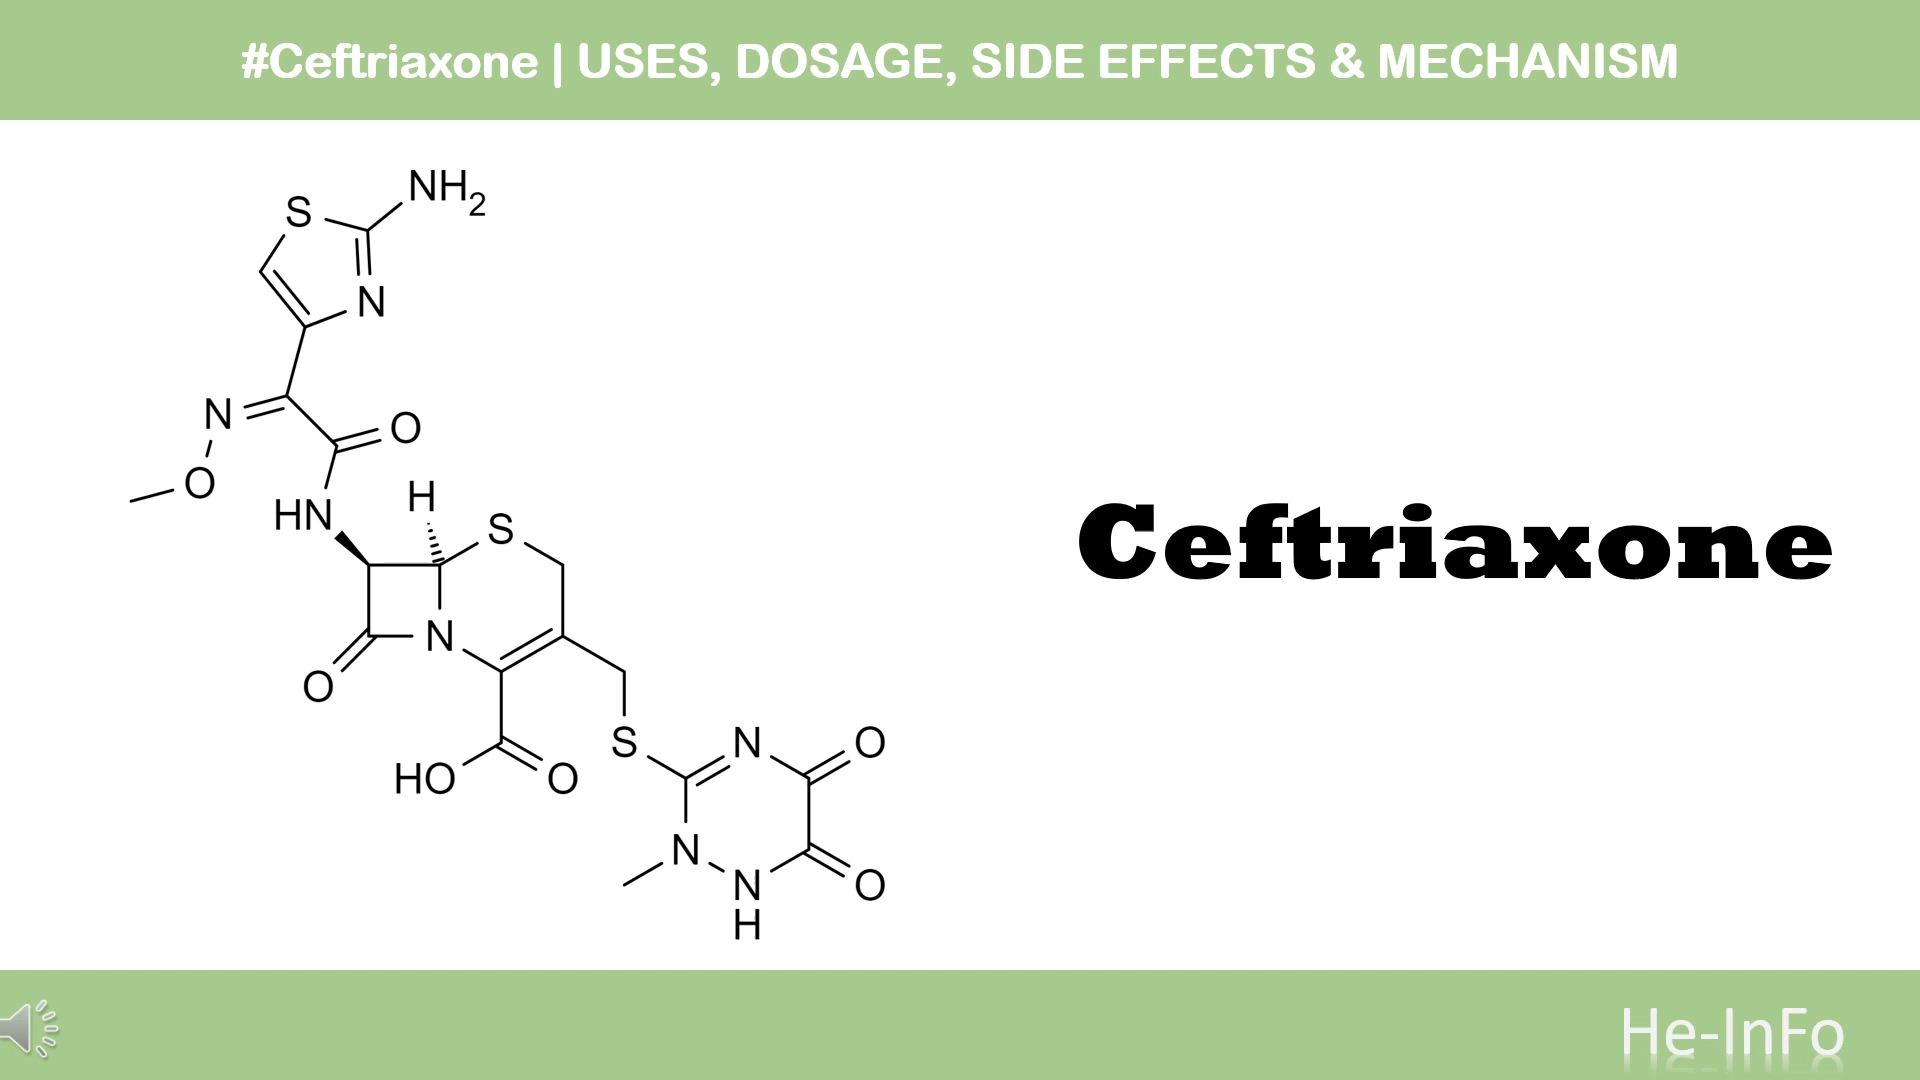 #Ceftriaxone | USES, DOSAGE, SIDE EFFECTS & MECHANISM
NH2
S
N
N
O
O
HN
H
S
N
O
S
N
O
HO
O
N
N
H
O
Ceftriaxone
He-InFo